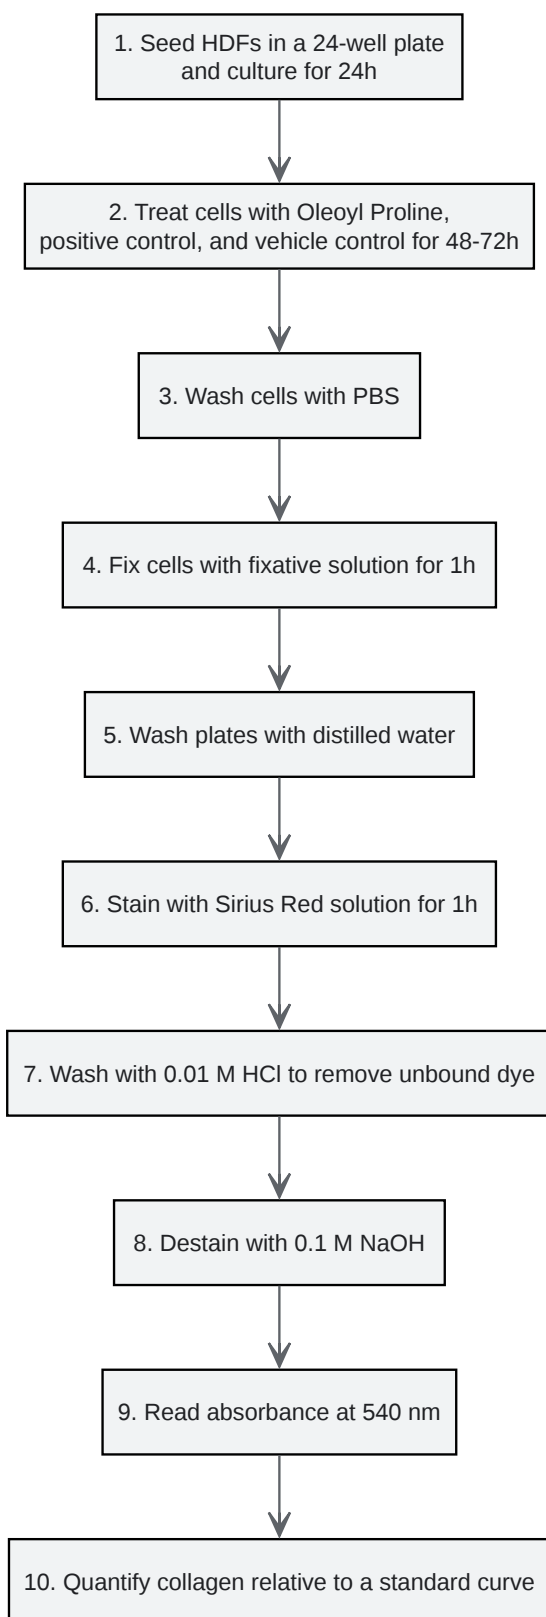 1. Seed HDFs in a 24-well plate
and culture for 24h
2. Treat cells with Oleoyl Proline,
positive control, and vehicle control for 48-72h
3. Wash cells with PBS
4. Fix cells with fixative solution for 1h
5. Wash plates with distilled water
6. Stain with Sirius Red solution for 1h
7. Wash with 0.01 M HCl to remove unbound dye
8. Destain with 0.1 M NaOH
9. Read absorbance at 540 nm
10. Quantify collagen relative to a standard curve